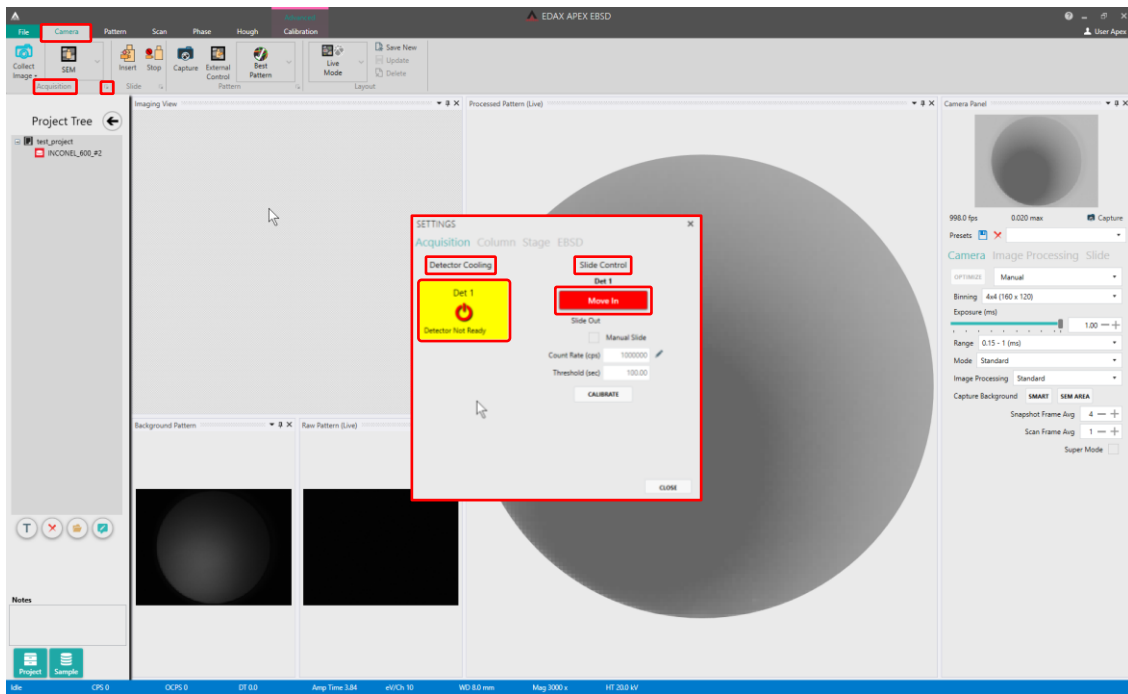 EDAX APEX EBSD
Advanced
File Camera Pattern Scan Phase Hough Calibration
User Apex
Collect Image
SEM
Insert
Stop
Capture
External Control
Best Pattern
Live Mode
Save New
Update
Delete
Acquisition
Slide
Pattern
Layout
Project Tree
test_project
INCONEL_600_#2
T
Notes
Project
Sample
Imaging View
Processed Pattern (Live)
Background Pattern
Raw Pattern (Live)
SETTINGS
Acquisition Column Stage EBSD
Detector Cooling
Det 1
Detector Not Ready
Slide Control
Det 1
Move In
Slide Out
Manual Slide
Count Rate (cps) 1000000
Threshold (sec) 100.00
CALIBRATE
CLOSE
Camera Panel
998.0 fps 0.020 max Capture
Presets
Camera Image Processing Slide
OPTIMIZE Manual
Binning 4x4 (160 x 120)
Exposure (ms)
1.00
Range 0.15 - 1 (ms)
Mode Standard
Image Processing Standard
Capture Background SMART SEM AREA
Snapshot Frame Avg 4
Scan Frame Avg 1
Super Mode
Idle CPS 0 OCPS 0 DT 0.0 Amp Time 3.84 eV/Ch 10 WD 8.0 mm Mag 3000 x HT 20.0 kV